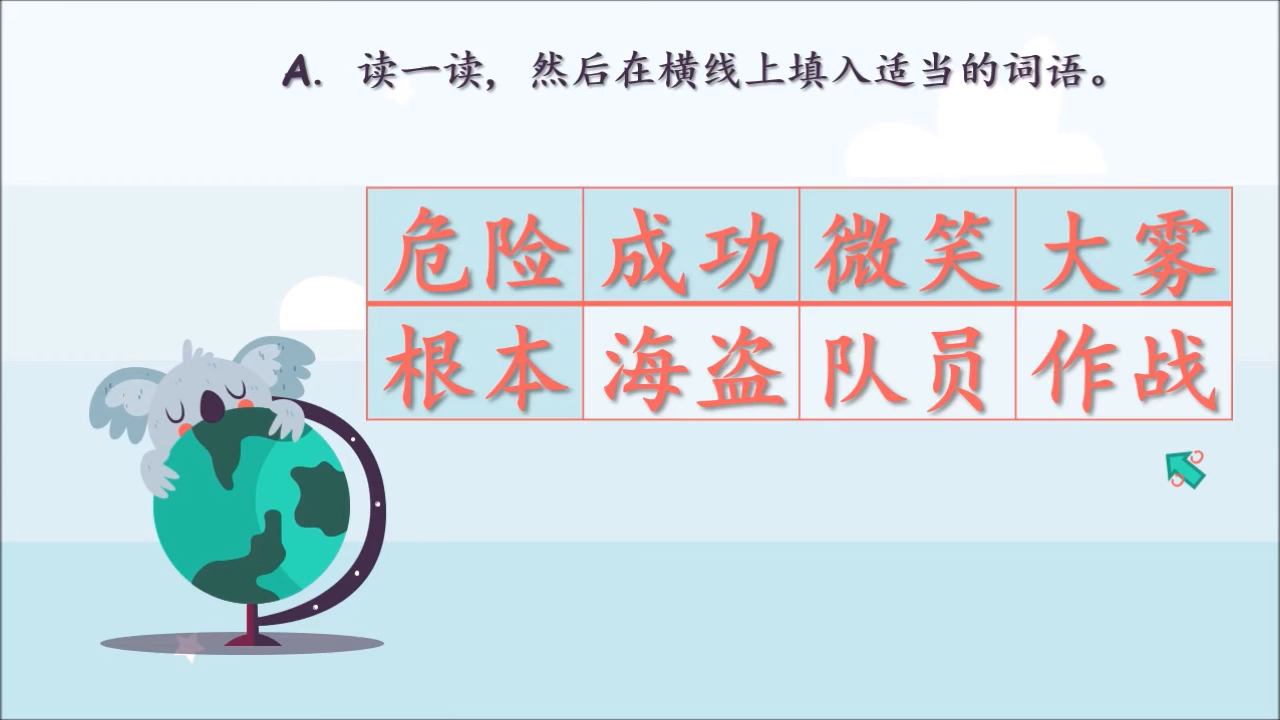 A. 读一读，然后在横线上填入适当的词语。
危险 成功 微笑 大雾
根本 海盗 队员 作战